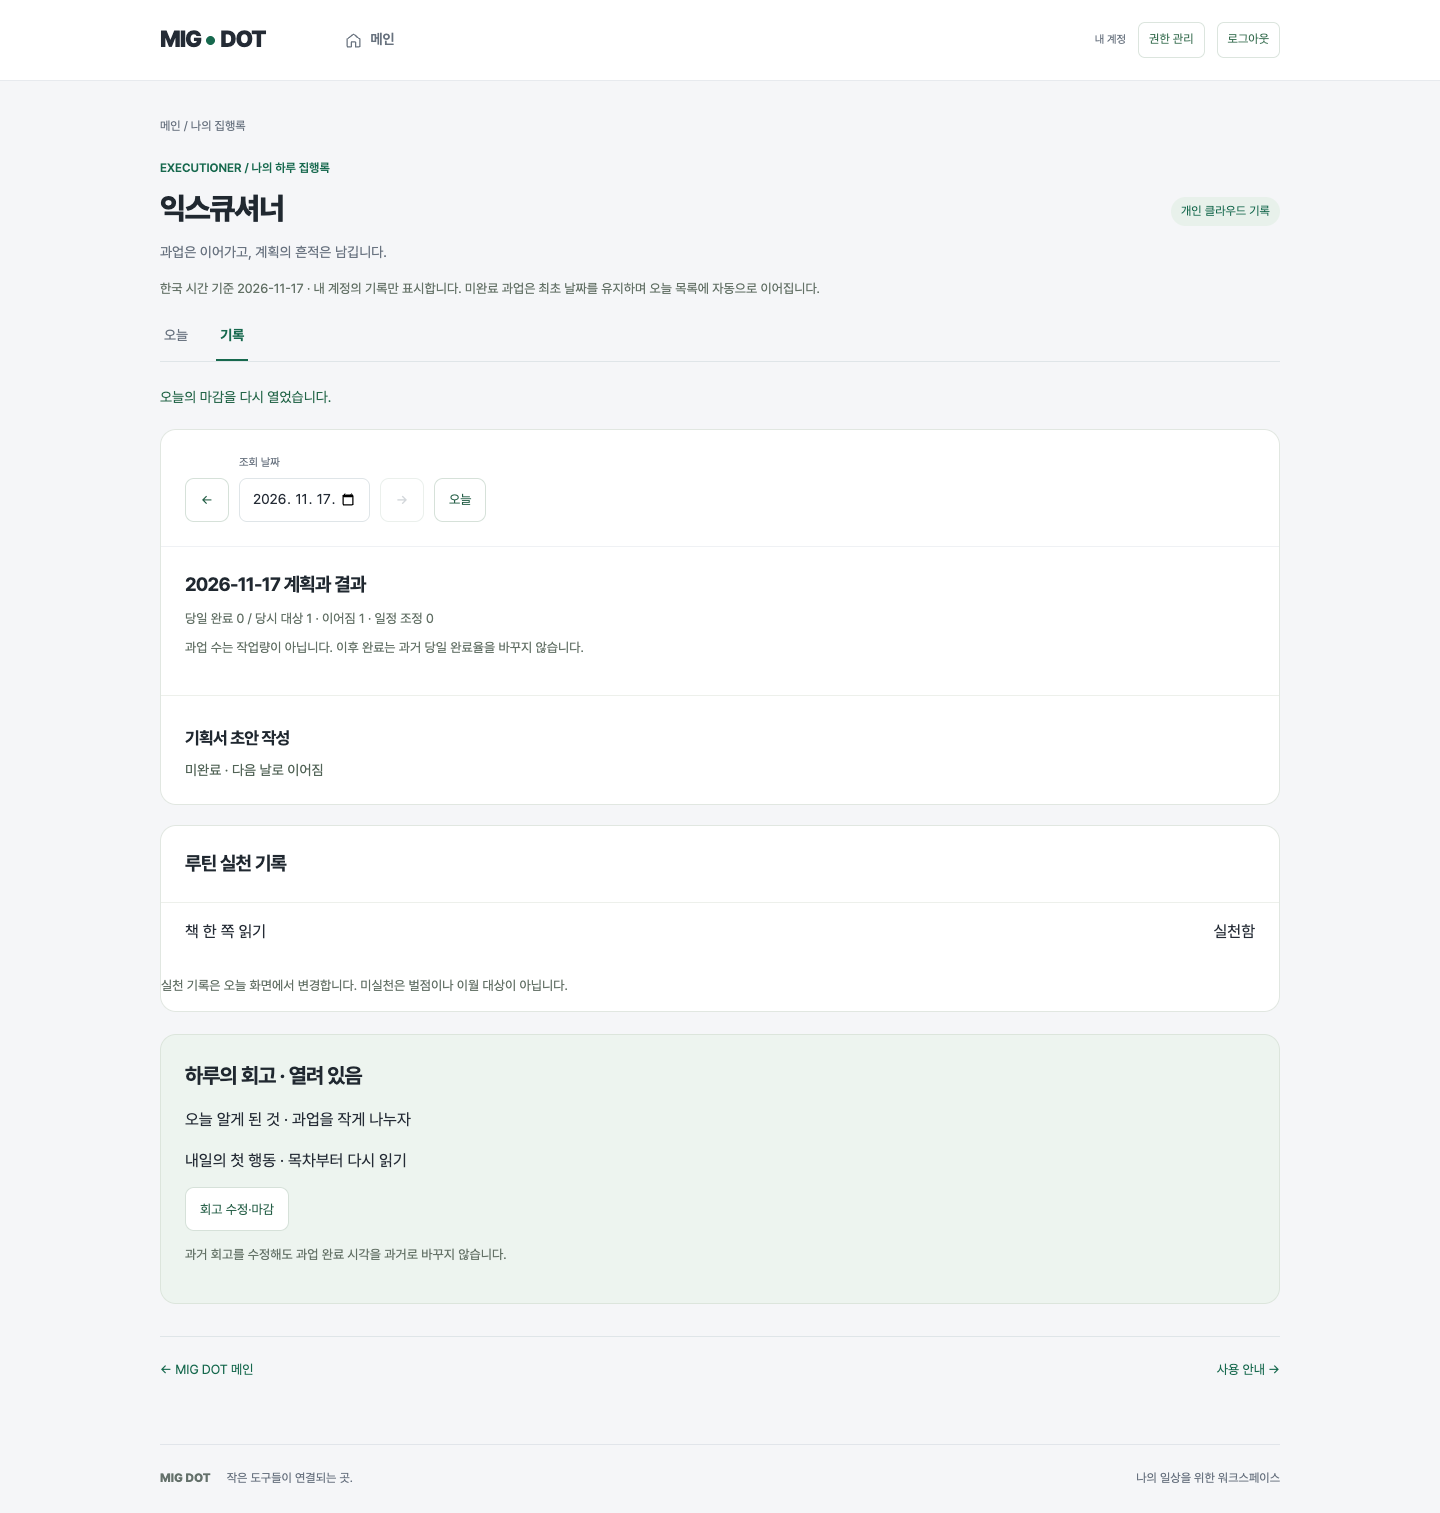 MIG DOT
메인
내 계정
권한 관리
로그아웃
메인 / 나의 집행록
EXECUTIONER / 나의 하루 집행록
익스큐셔너
개인 클라우드 기록
과업은 이어가고, 계획의 흔적은 남깁니다.
한국 시간 기준 2026-11-17 · 내 계정의 기록만 표시합니다. 미완료 과업은 최초 날짜를 유지하며 오늘 목록에 자동으로 이어집니다.
오늘
기록
오늘의 마감을 다시 열었습니다.
조회 날짜
←
2026. 11. 17.
→
오늘
2026-11-17 계획과 결과
당일 완료 0 / 당시 대상 1 · 이어짐 1 · 일정 조정 0
과업 수는 작업량이 아닙니다. 이후 완료는 과거 당일 완료율을 바꾸지 않습니다.
기획서 초안 작성
미완료 · 다음 날로 이어짐
루틴 실천 기록
책 한 쪽 읽기
실천함
실천 기록은 오늘 화면에서 변경합니다. 미실천은 벌점이나 이월 대상이 아닙니다.
하루의 회고 · 열려 있음
오늘 알게 된 것 · 과업을 작게 나누자
내일의 첫 행동 · 목차부터 다시 읽기
회고 수정·마감
과거 회고를 수정해도 과업 완료 시각을 과거로 바꾸지 않습니다.
← MIG DOT 메인
사용 안내 →
MIG DOT
작은 도구들이 연결되는 곳.
나의 일상을 위한 워크스페이스